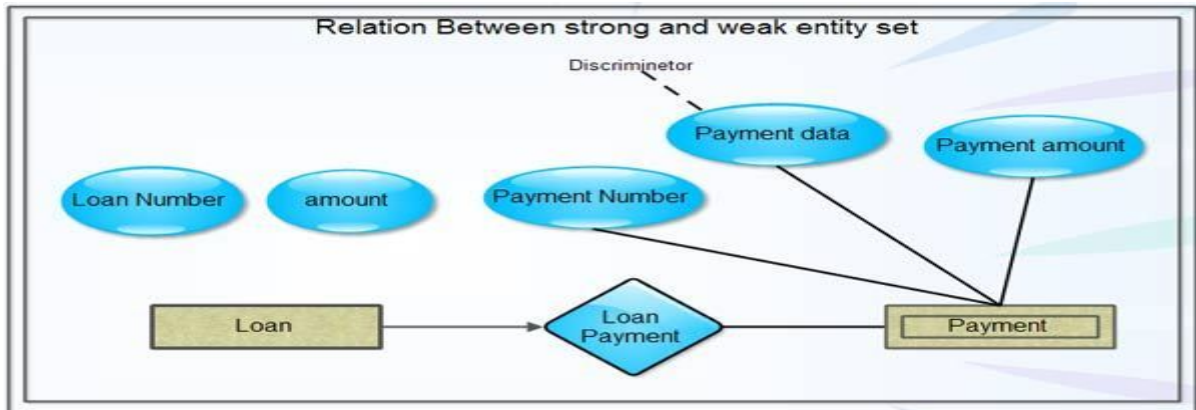 Relation Between strong and weak entity set
Discriminetor
Payment data
Payment amount
Loan Number
amount
Payment Number
Loan
Loan
Payment
Payment